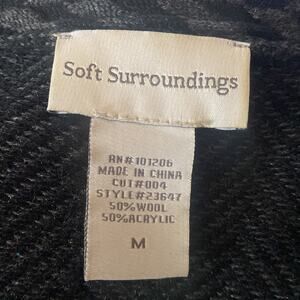 Soft Surroundings
RN#101206
MADE IN CHINA
CUT#004
STYLE#23647
50%WOOL
50%ACRYLIC
M